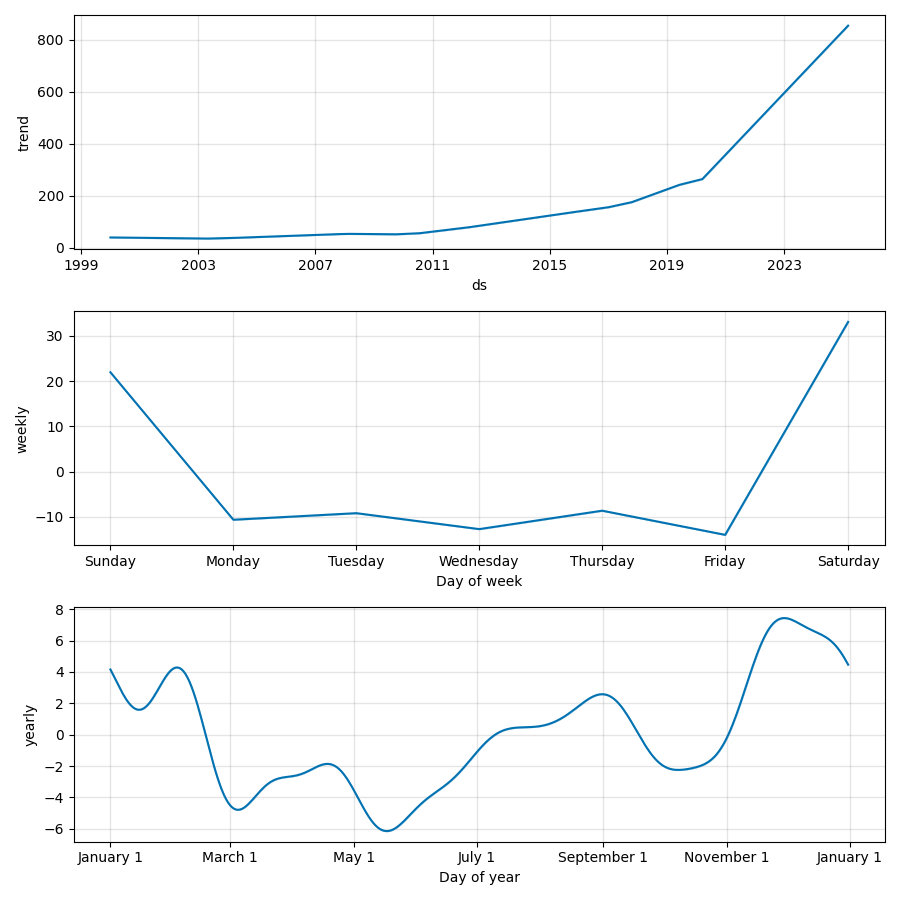 800
600
400
200
0
trend
1999 2003 2007 2011 2015 2019 2023
ds
30
20
10
0
−10
weekly
Sunday Monday Tuesday Wednesday Thursday Friday Saturday
Day of week
8
6
4
2
0
−2
−4
−6
yearly
January 1 March 1 May 1 July 1 September 1 November 1 January 1
Day of year